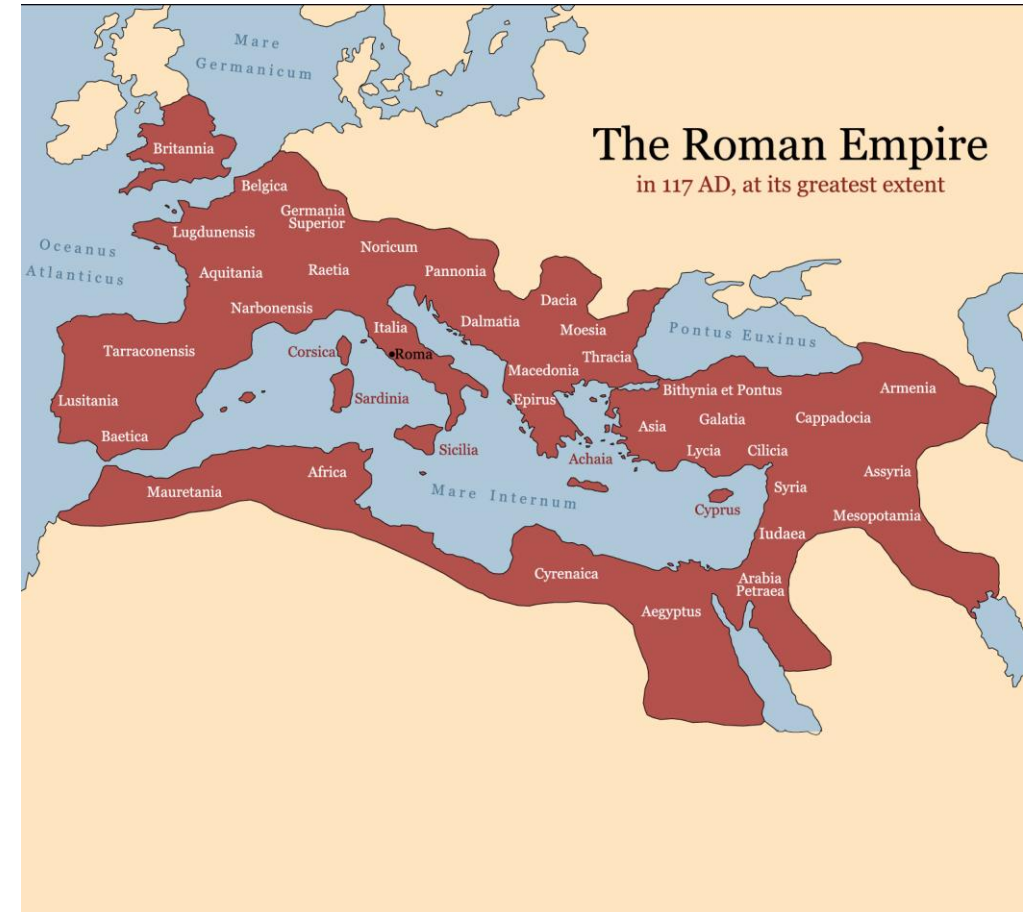 Mare
Germanicum
The Roman Empire
in 117 AD, at its greatest extent
Britannia
Belgica
Germania
Superior
Lugdunensis
Noricum
Oceanus
Atlanticus
Aquitania
Raetia
Pannonia
Narbonensis
Dacia
Italia
Dalmatia
Moesia
Pontus Euxinus
Tarraconensis
Corsica
Roma
Thracia
Macedonia
Lusitania
Sardinia
Epirus
Bithynia et Pontus
Armenia
Baetica
Asia
Galatia
Cappadocia
Sicilia
Achaia
Lycia
Cilicia
Mauretania
Africa
Mare Internum
Syria
Assyria
Cyprus
Mesopotamia
Iudaea
Cyrenaica
Arabia
Petraea
Aegyptus